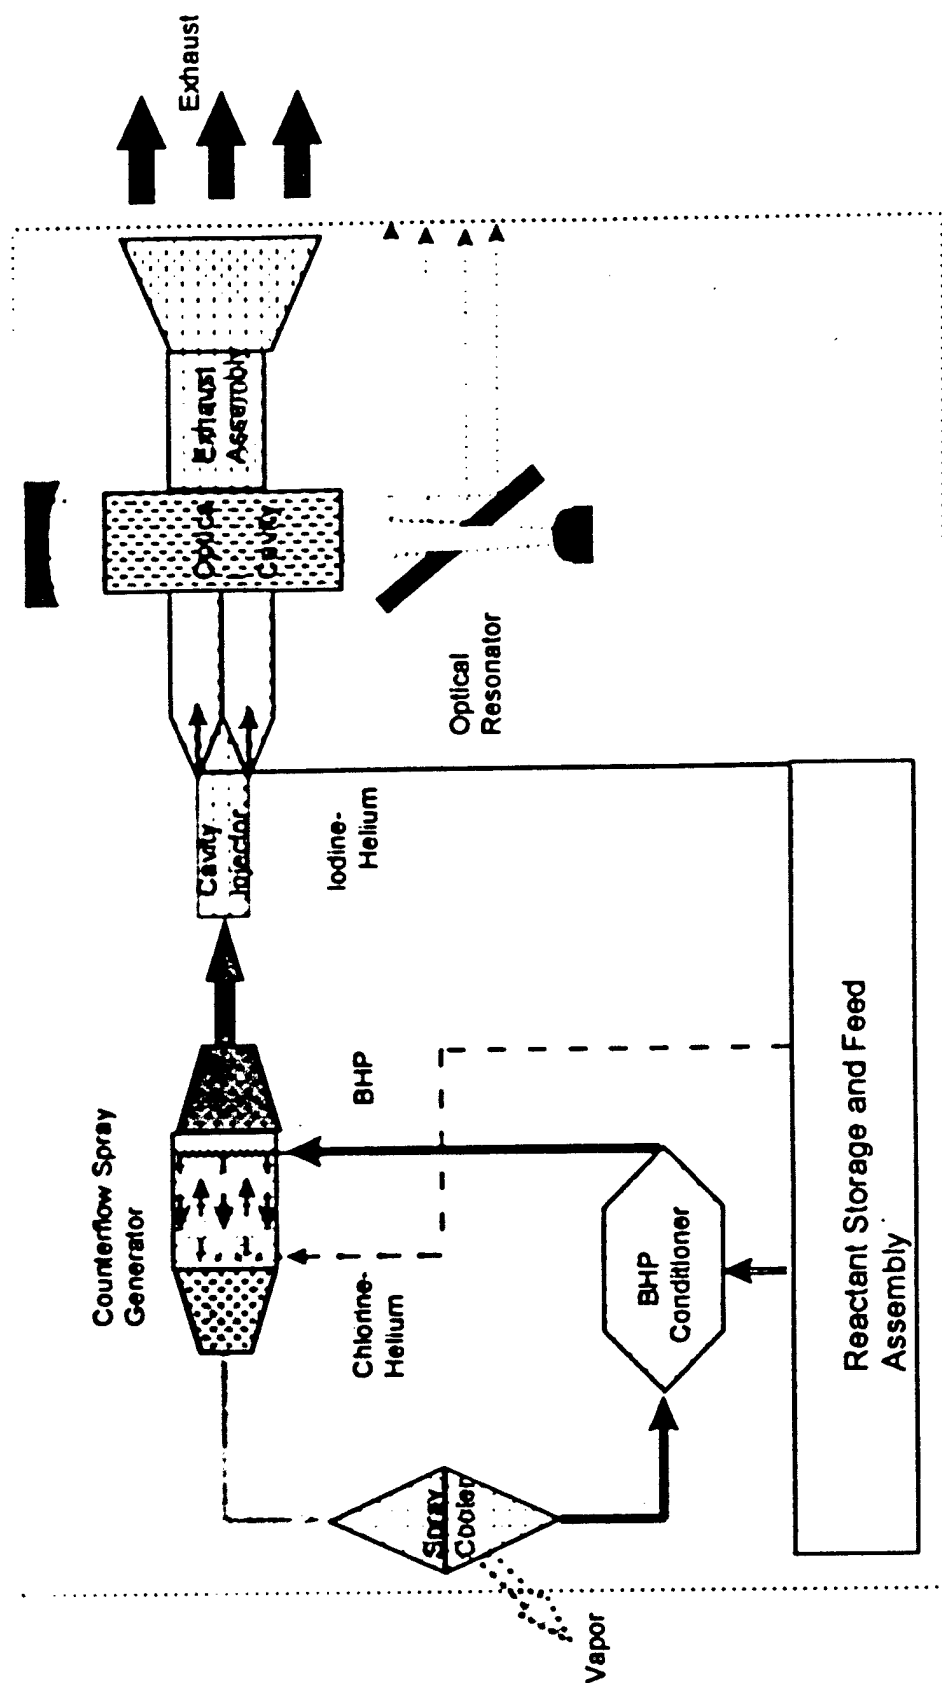 Exhaust
Exhaust
Assembly
Optical
Cavity
Optical
Resonator
Cavity
Injector
Iodine-
Helium
Counterflow Spray
Generator
BHP
Chlorine-
Helium
BHP
Conditioner
Spray
Cooler
Vapor
Reactant Storage and Feed
Assembly